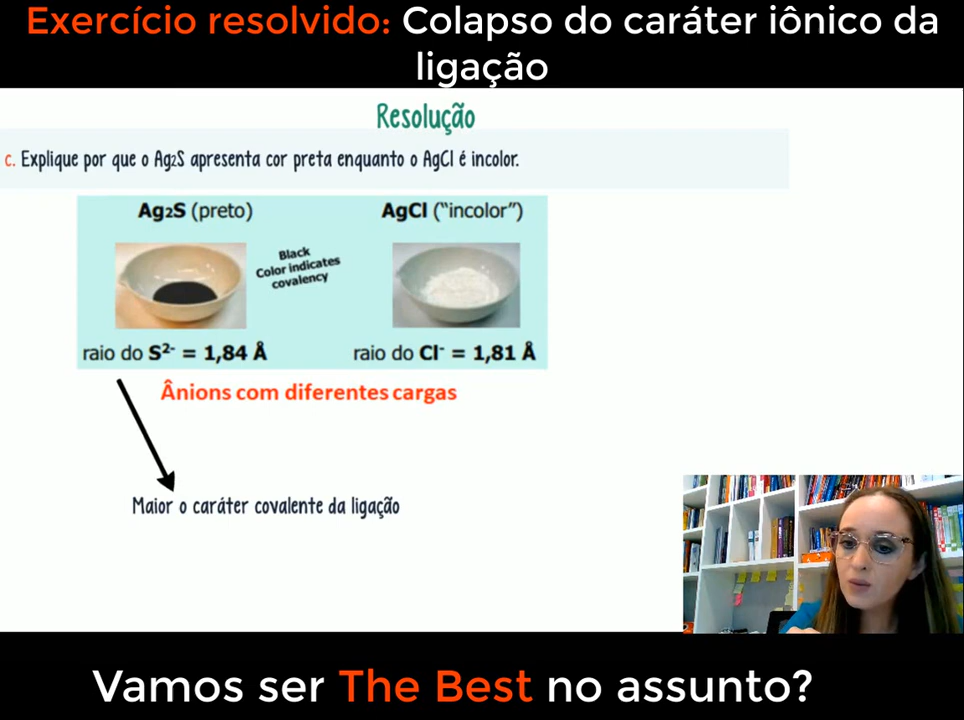 Exercício resolvido: Colapso do caráter iônico da
ligação
Resolução
c. Explique por que o Ag2S apresenta cor preta enquanto o AgCl é incolor.
Ag2S (preto)
AgCl ("incolor")
Black
Color indicates
covalency
raio do S²⁻ = 1,84 Å
raio do Cl⁻ = 1,81 Å
Ânions com diferentes cargas
Maior o caráter covalente da ligação
Vamos ser The Best no assunto?